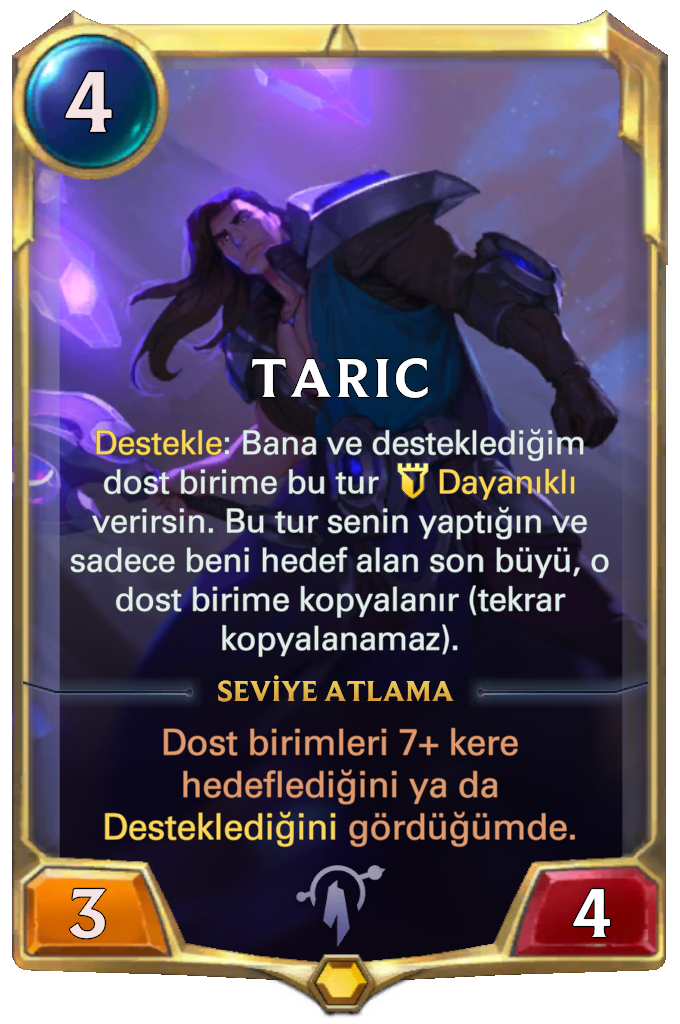 4
TARIC
Destekle: Bana ve desteklediğim
dost birime bu tur Dayanıklı
verirsin. Bu tur senin yaptığın ve
sadece beni hedef alan son büyü, o
dost birime kopyalanır (tekrar
kopyalanamaz).
SEVİYE ATLAMA
Dost birimleri 7+ kere
hedeflediğini ya da
Desteklediğini gördüğümde.
3
4